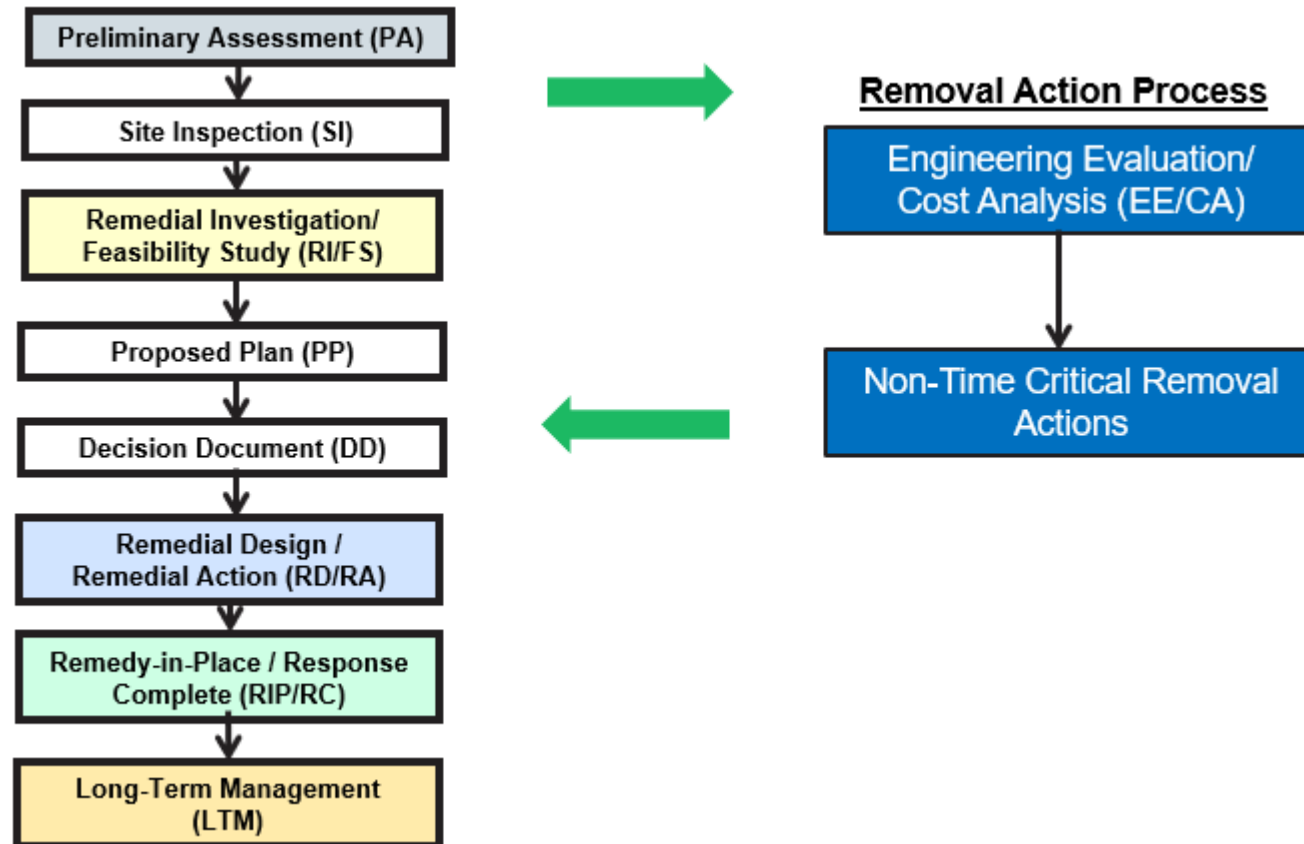 Preliminary Assessment (PA)
Site Inspection (SI)
Remedial Investigation/
Feasibility Study (RI/FS)
Proposed Plan (PP)
Decision Document (DD)
Remedial Design /
Remedial Action (RD/RA)
Remedy-in-Place / Response
Complete (RIP/RC)
Long-Term Management
(LTM)
Removal Action Process
Engineering Evaluation/
Cost Analysis (EE/CA)
Non-Time Critical Removal
Actions